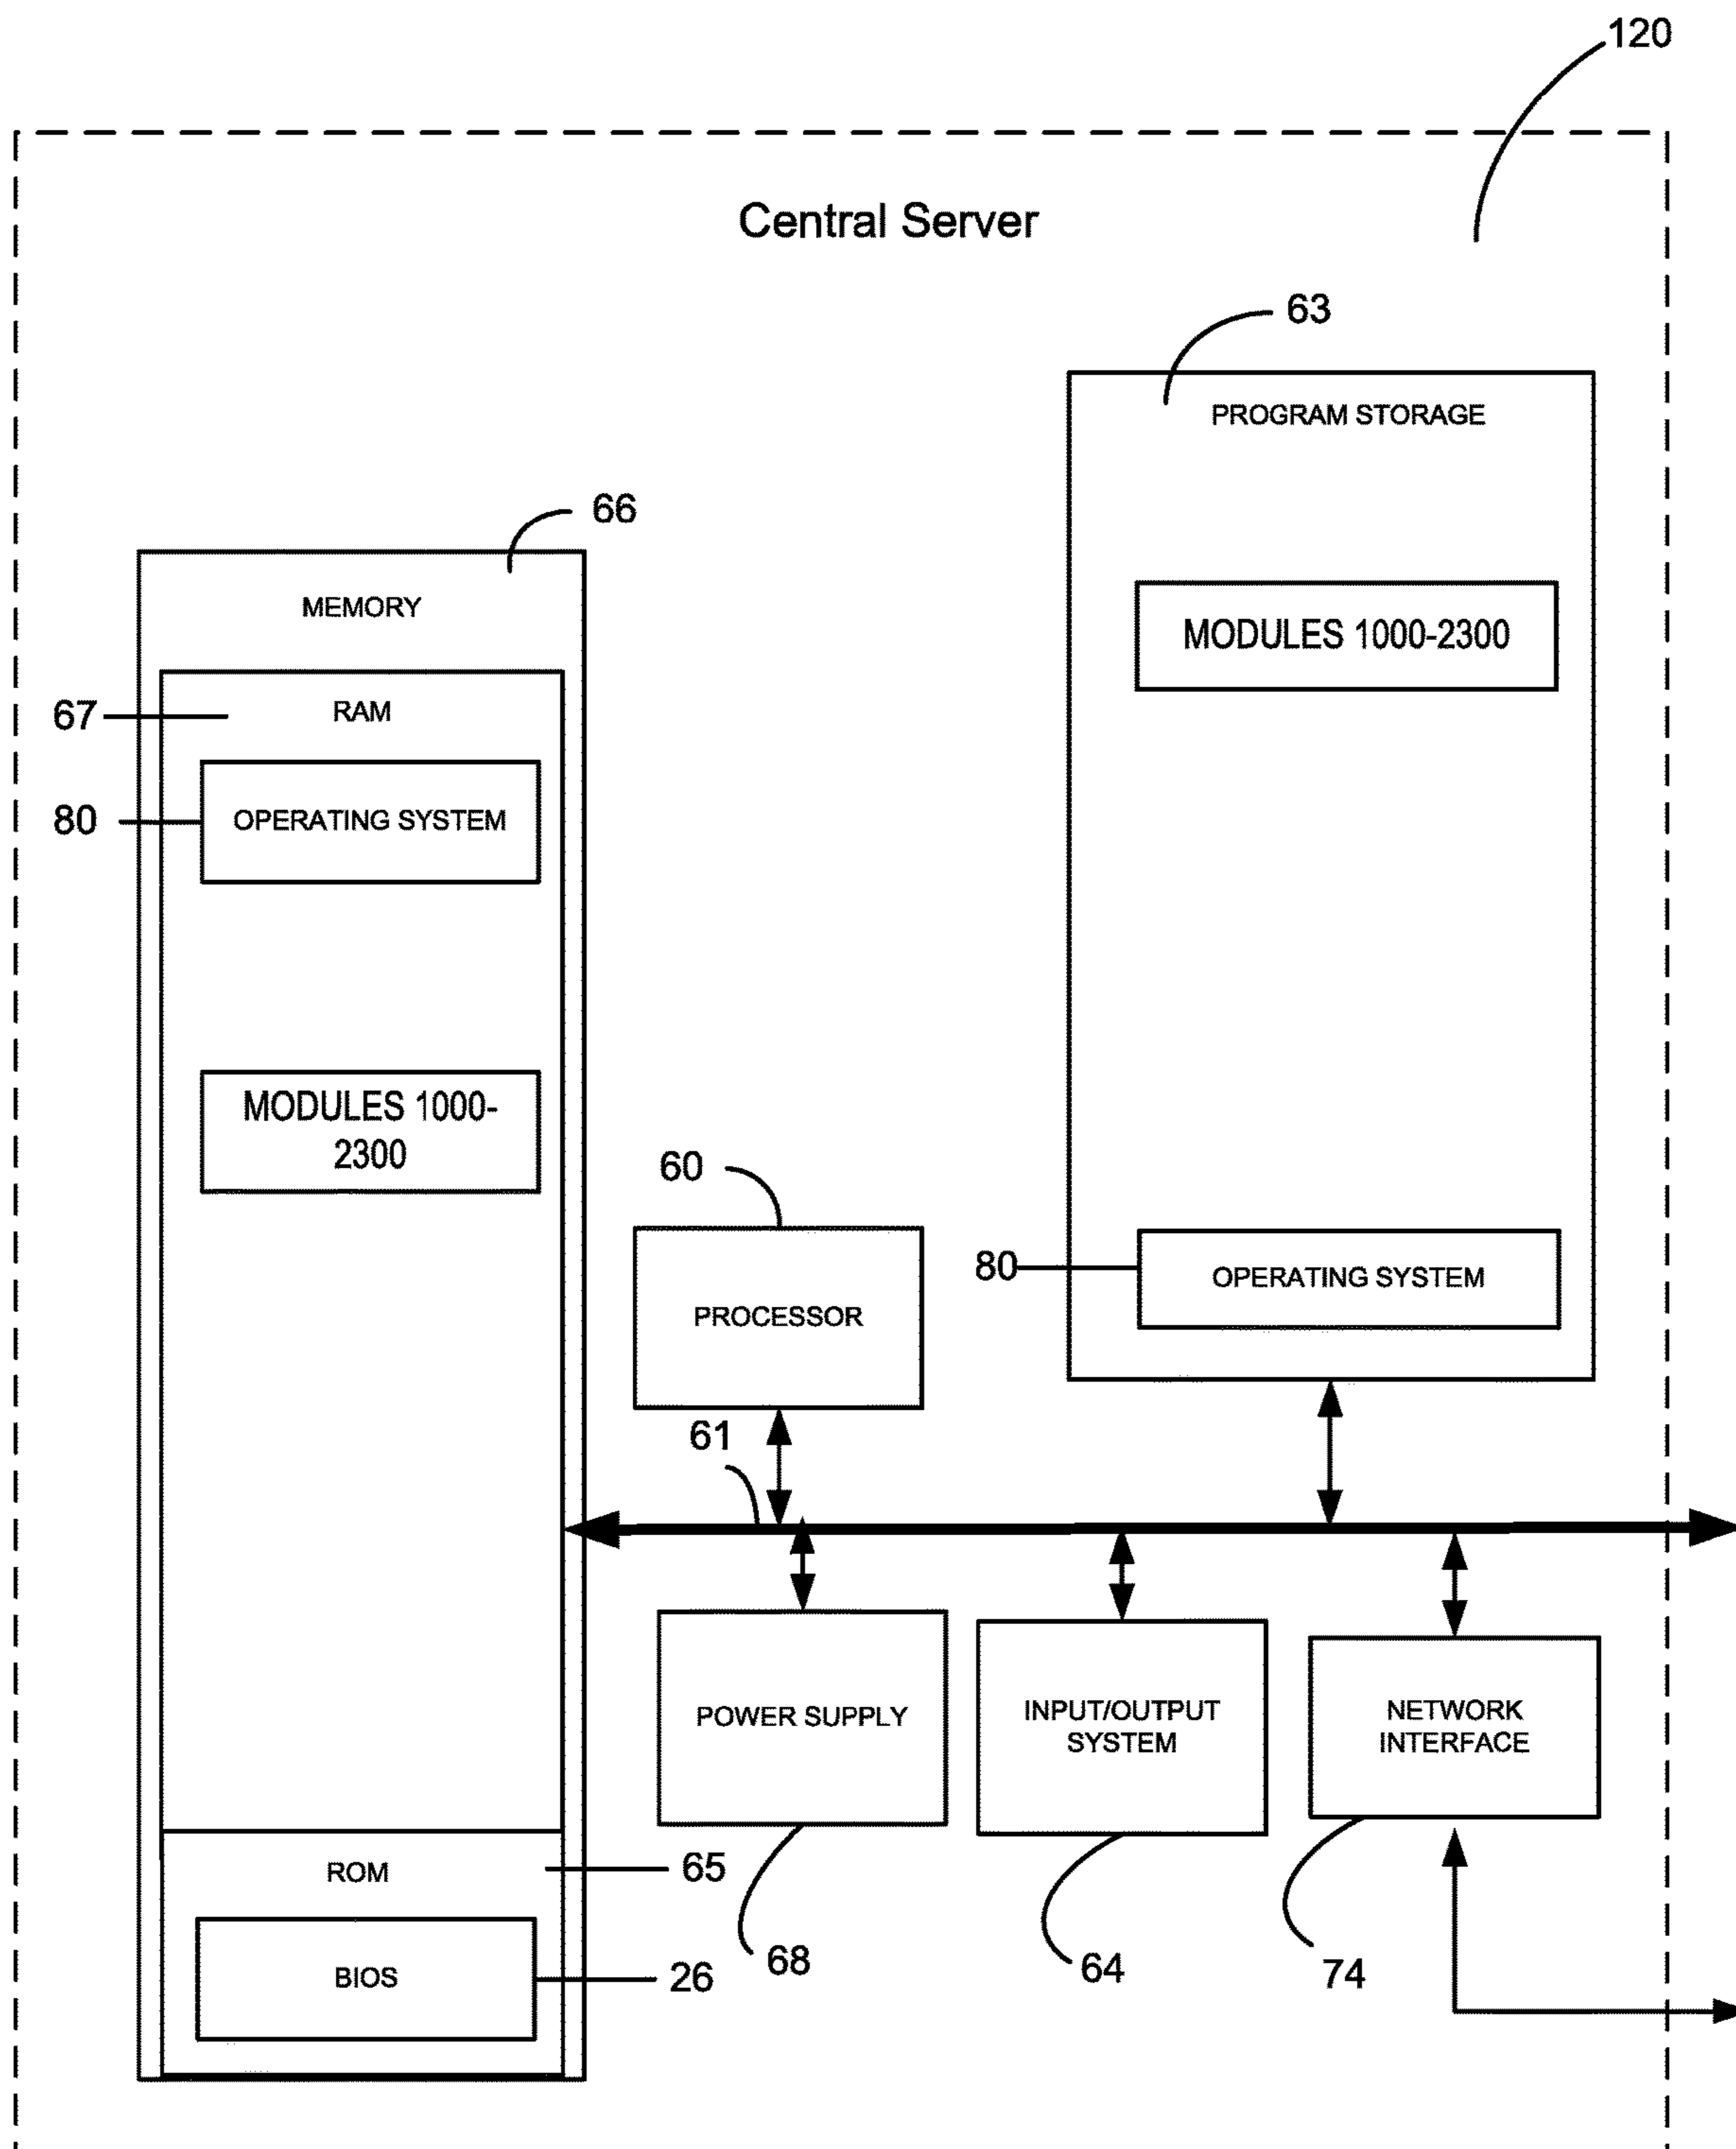 120
Central Server
63
PROGRAM STORAGE
66
MEMORY
MODULES 1000-2300
67
RAM
80
OPERATING SYSTEM
MODULES 1000-
2300
60
80
OPERATING SYSTEM
PROCESSOR
61
POWER SUPPLY
INPUT/OUTPUT
SYSTEM
NETWORK
INTERFACE
ROM
65
68
64
74
BIOS
26